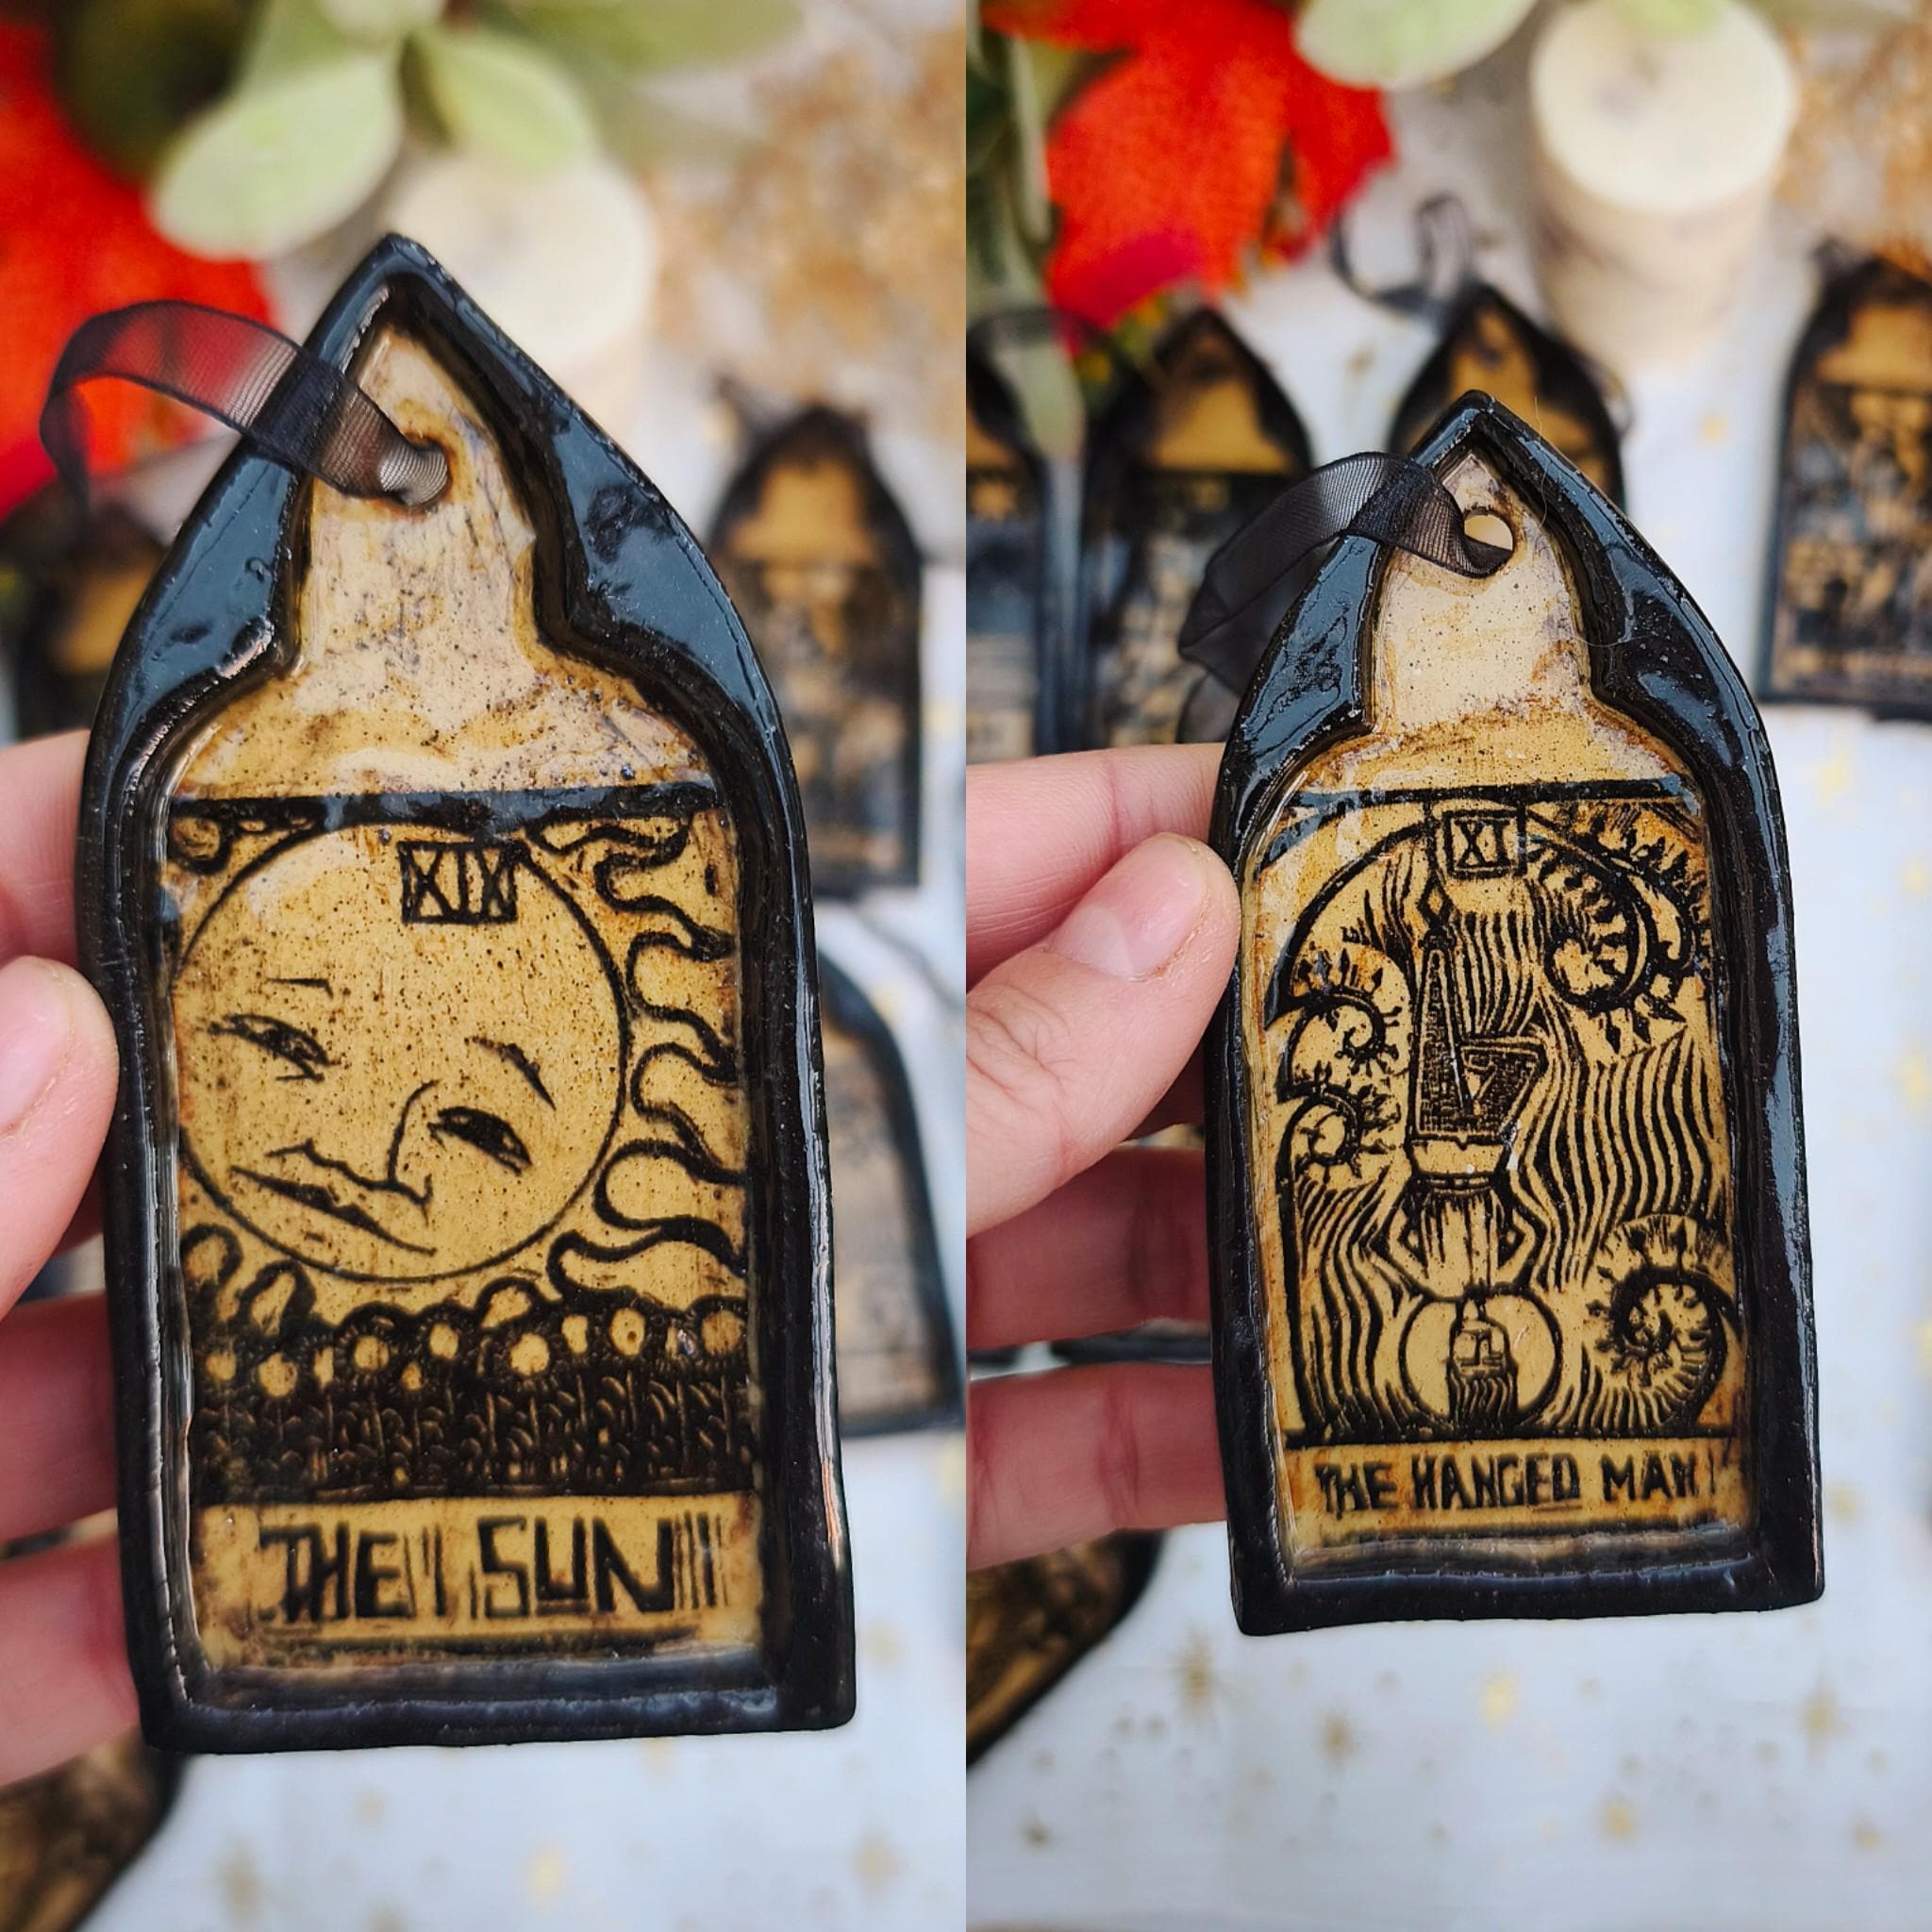 XIX
THE SUN
XI
THE HANGED MAN